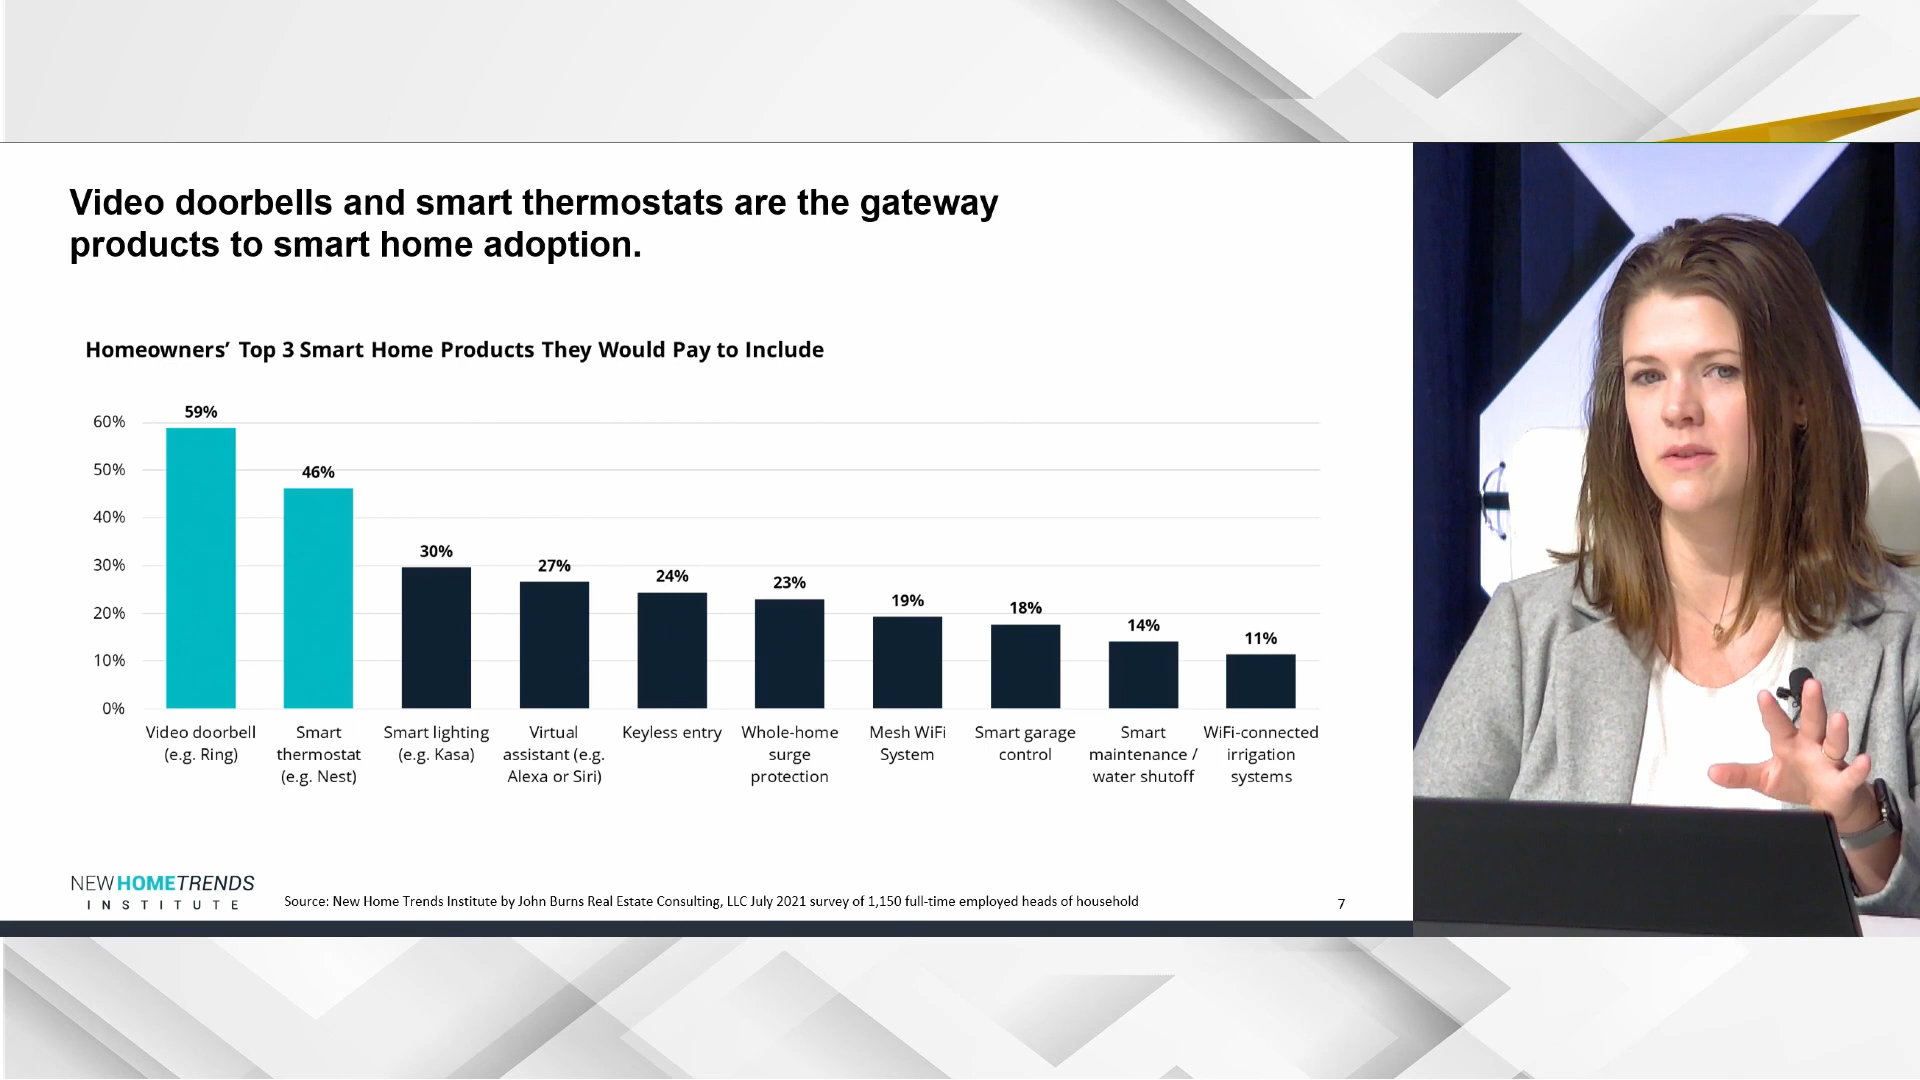 Video doorbells and smart thermostats are the gateway
products to smart home adoption.
Homeowners’ Top 3 Smart Home Products They Would Pay to Include
60%
50%
40%
30%
20%
10%
0%
59%
46%
30%
27%
24%
23%
19%
18%
14%
11%
Video doorbell
(e.g. Ring)
Smart
thermostat
(e.g. Nest)
Smart lighting
(e.g. Kasa)
Virtual
assistant (e.g.
Alexa or Siri)
Keyless entry
Whole-home
surge
protection
Mesh WiFi
System
Smart garage
control
Smart
maintenance /
water shutoff
WiFi-connected
irrigation
systems
NEW HOMETRENDS
INSTITUTE
Source: New Home Trends Institute by John Burns Real Estate Consulting, LLC July 2021 survey of 1,150 full-time employed heads of household
7